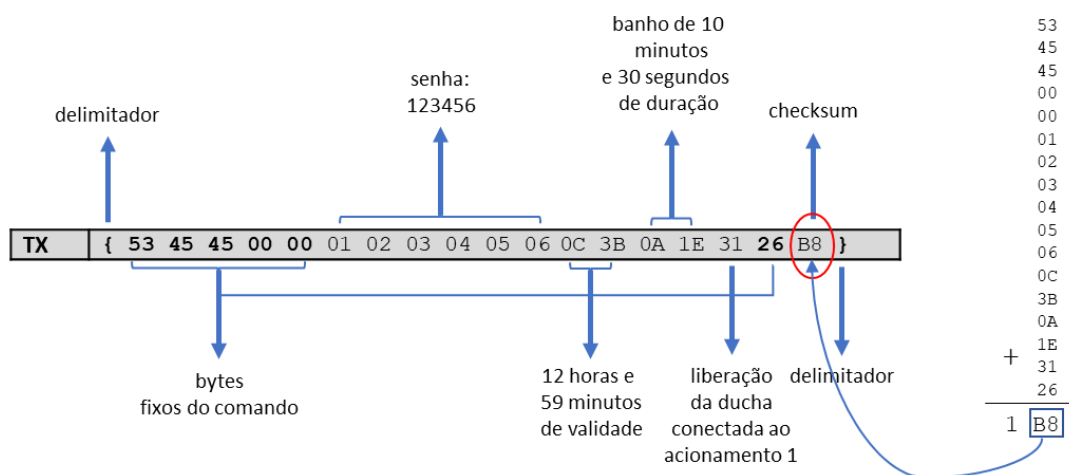 banho de 10
minutos
e 30 segundos
de duração
senha:
123456
delimitador
checksum
TX { 53 45 45 00 00 01 02 03 04 05 06 0C 3B 0A 1E 31 26 B8 }
bytes
fixos do comando
12 horas e
59 minutos
de validade
liberação
da ducha
conectada ao
acionamento 1
delimitador
53
45
45
00
00
01
02
03
04
05
06
0C
3B
0A
1E
+ 31
26
1 B8